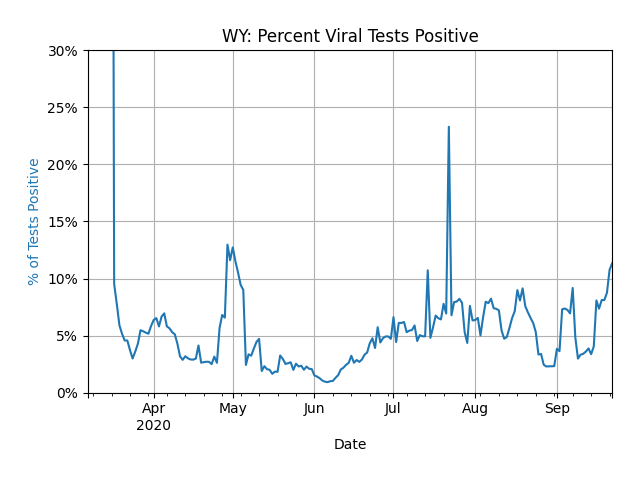 WY: Percent Viral Tests Positive
% of Tests Positive
30%
25%
20%
15%
10%
5%
0%
Apr
2020
May
Jun
Jul
Aug
Sep
Date